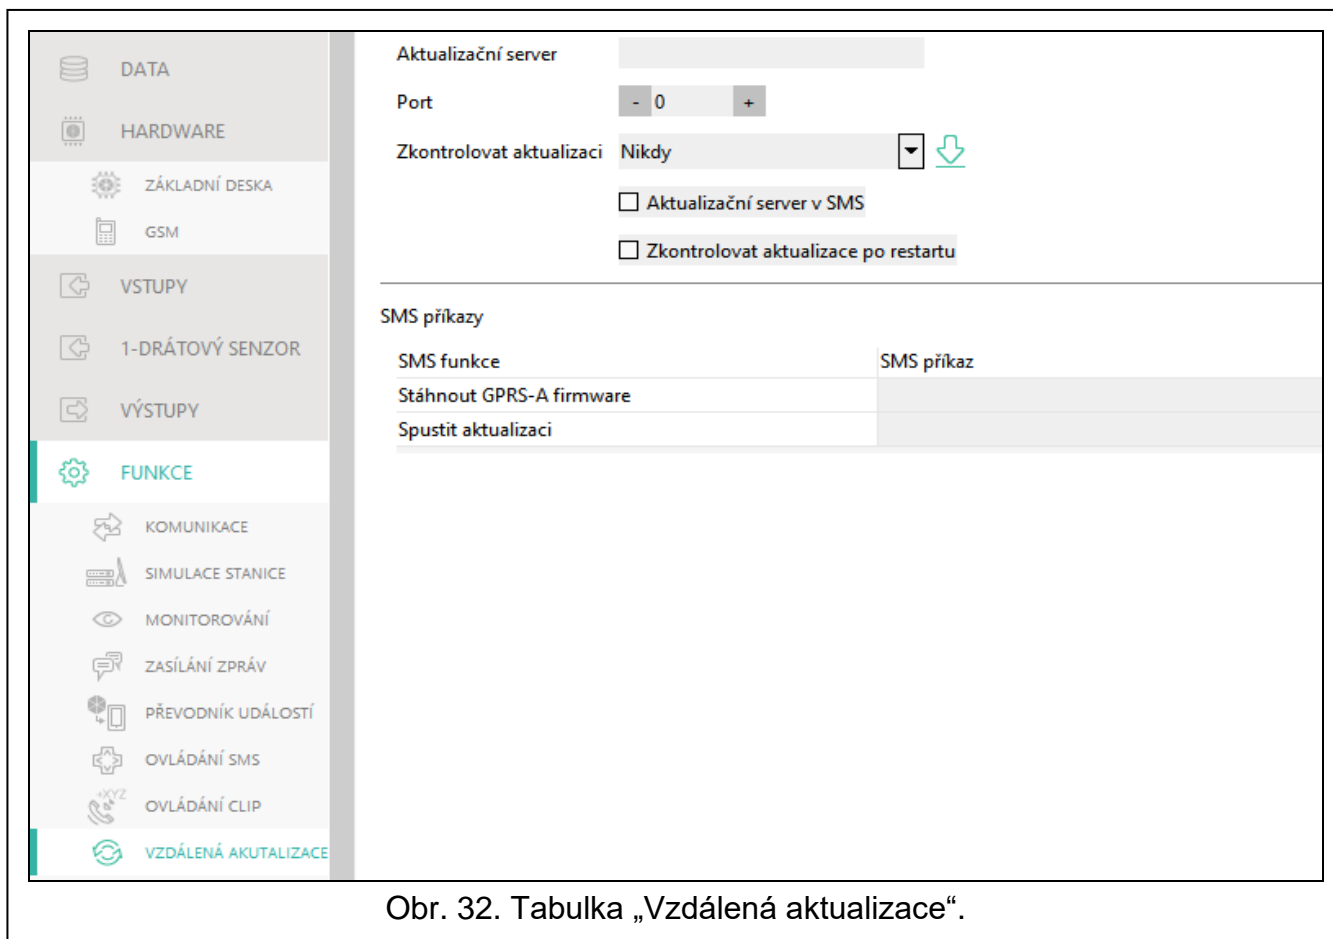 DATA
HARDWARE
ZÁKLADNÍ DESKA
GSM
VSTUPY
1-DRÁTOVÝ SENZOR
VÝSTUPY
FUNKCE
KOMUNIKACE
SIMULACE STANICE
MONITOROVÁNÍ
ZASÍLÁNÍ ZPRÁV
PŘEVODNÍK UDÁLOSTÍ
OVLÁDÁNÍ SMS
+XYZ
OVLÁDÁNÍ CLIP
VZDÁLENÁ AKUTALIZACE
Aktualizační server
Port - 0 +
Zkontrolovat aktualizaci Nikdy
Aktualizační server v SMS
Zkontrolovat aktualizace po restartu
SMS příkazy
SMS funkce SMS příkaz
Stáhnout GPRS-A firmware
Spustit aktualizaci
Obr. 32. Tabulka „Vzdálená aktualizace“.